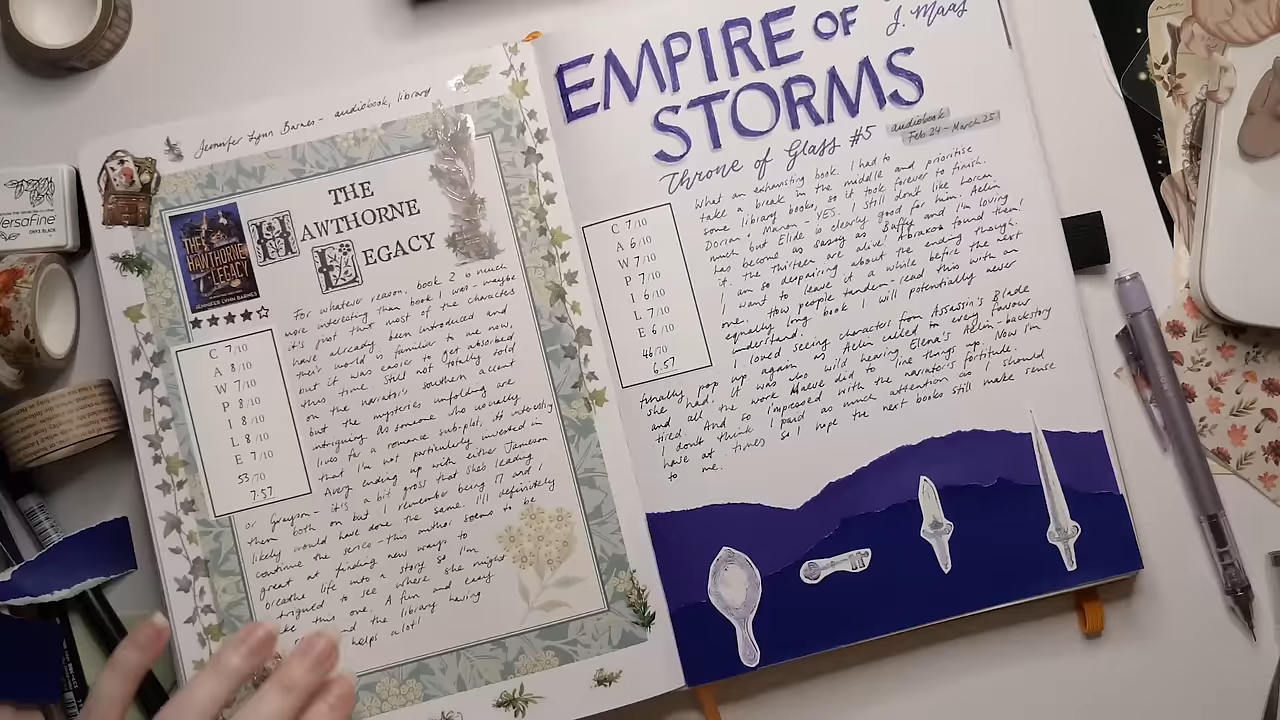 Jennifer Lynn Barnes - audiobook, library
THE
HAWTHORNE
LEGACY
THE
HAWTHORNE
LEGACY
JENNIFER LYNN BARNES
C 7/10
A 8/10
W 7/10
P 8/10
I 8/10
L 8/10
E 7/10
53/70
7.57
For whatever reason, book 2 is much
more interesting than book 1 was - maybe
it's just that most of the characters
have already been introduced and
their world is familiar to me now,
but it was easier to get absorbed
this time. Still not totally sold
on the narrator's southern accent
but the mysteries unfolding are
intriguing. As someone who usually
lives for a romance sub-plot, it's interesting
that I'm not particularly invested in
Avery ending up with either Jameson
or Grayson - it's a bit gross that she's leading
them both on but I remember being 17 and I
likely would have done the same. I'll definitely
continue the series - this author seems to be
great at finding new ways to
breathe life into a story so I'm
intrigued to see where she might
take this one. A fun and easy
and the library having
helps a lot!
EMPIRE OF
STORMS
J. Maas
Throne of Glass #5
audiobook
Feb 24 - March 25
C 7/10
A 6/10
W 7/10
P 7/10
I 6/10
L 7/10
E 6/10
46/70
6.57
What an exhausting book. I had to
take a break in the middle and prioritise
some library books, so it took forever to finish.
Dorian & Manon - YES. I still don't like Lorcan
much but Elide is clearly good for him. Aelin
has become as sassy as Buffy and I'm loving
it. The Thirteen are alive! Abraxos found them!
I am so despairing about the ending though.
I want to leave it a while before the next
one. How people tandem-read this with an
equally long book I will potentially never
understand.
I loved seeing characters from Assassin's Blade
finally pop up again as Aelin called to every favour
she had! It was also wild hearing Elena's backstory
and all the work Maeve did to line things up. Now I'm
tired. And so impressed with the narrator's fortitude.
I don't think I paid as much attention as I should
have at times so I hope the next books still make sense
to me.
VersaFine
ONYX BLACK